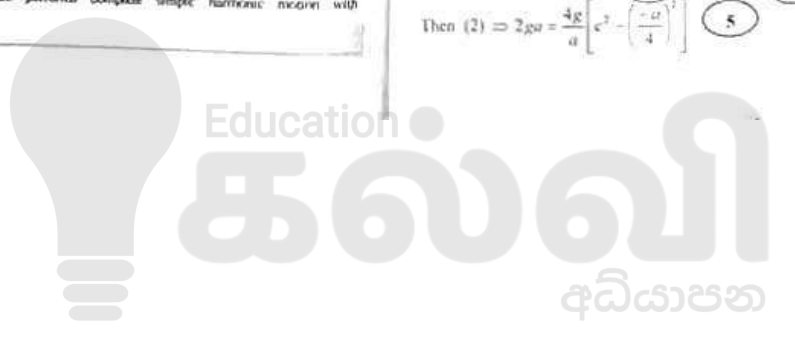 simple harmonic motion with
Then (2) ⇒ 2ga = 4g/a [c² - (-a/4)²] 5
Education
கல்வி
අධ්‍යාපන